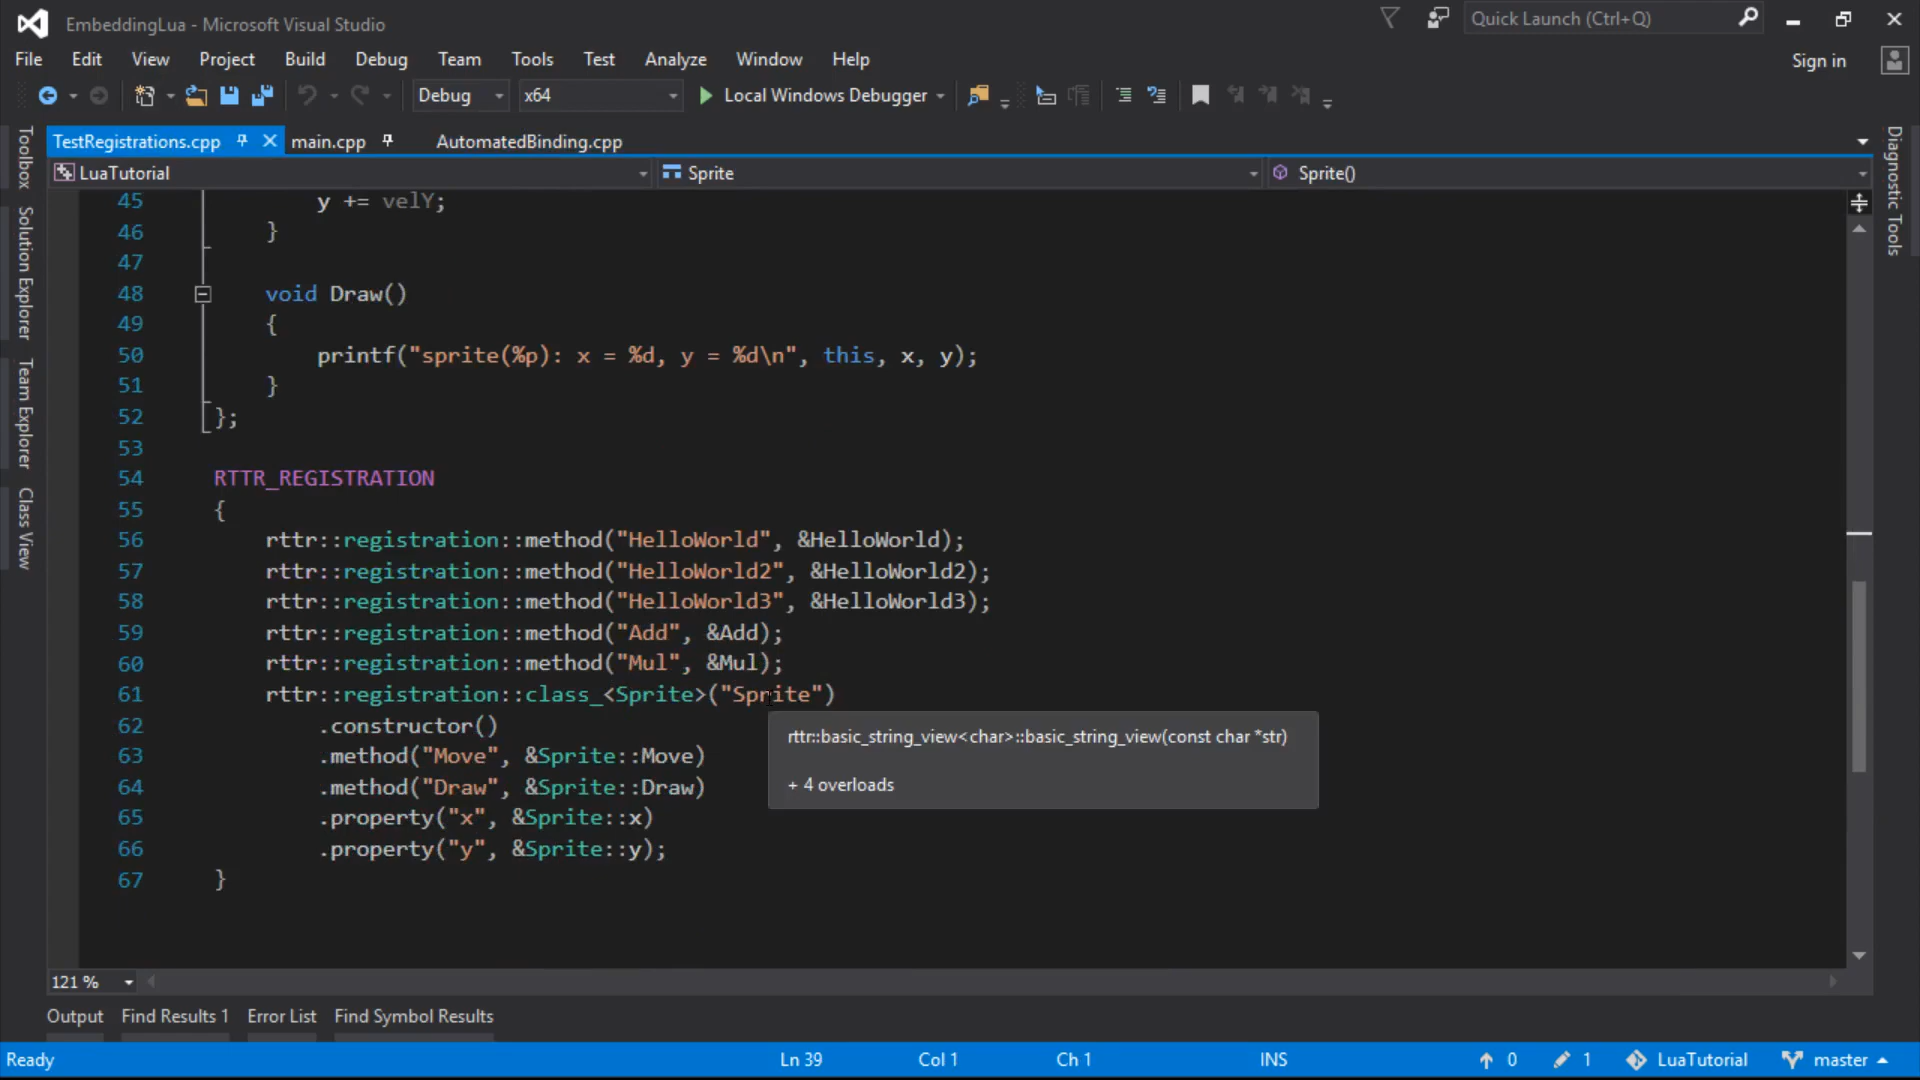 EmbeddingLua - Microsoft Visual Studio
Quick Launch (Ctrl+Q)
File Edit View Project Build Debug Team Tools Test Analyze Window Help
Sign in
Debug x64 Local Windows Debugger
TestRegistrations.cpp main.cpp AutomatedBinding.cpp
LuaTutorial Sprite Sprite()
Toolbox
Solution Explorer
Team Explorer
Class View
Diagnostic Tools
45 y += velY;
46 }
47
48 void Draw()
49 {
50 printf("sprite(%p): x = %d, y = %d\n", this, x, y);
51 }
52 };
53
54 RTTR_REGISTRATION
55 {
56 rttr::registration::method("HelloWorld", &HelloWorld);
57 rttr::registration::method("HelloWorld2", &HelloWorld2);
58 rttr::registration::method("HelloWorld3", &HelloWorld3);
59 rttr::registration::method("Add", &Add);
60 rttr::registration::method("Mul", &Mul);
61 rttr::registration::class_<Sprite>("Sprite")
62 .constructor()
63 .method("Move", &Sprite::Move)
64 .method("Draw", &Sprite::Draw)
65 .property("x", &Sprite::x)
66 .property("y", &Sprite::y);
67 }
rttr::basic_string_view<char>::basic_string_view(const char *str)
+ 4 overloads
121 %
Output Find Results 1 Error List Find Symbol Results
Ready Ln 39 Col 1 Ch 1 INS 0 1 LuaTutorial master